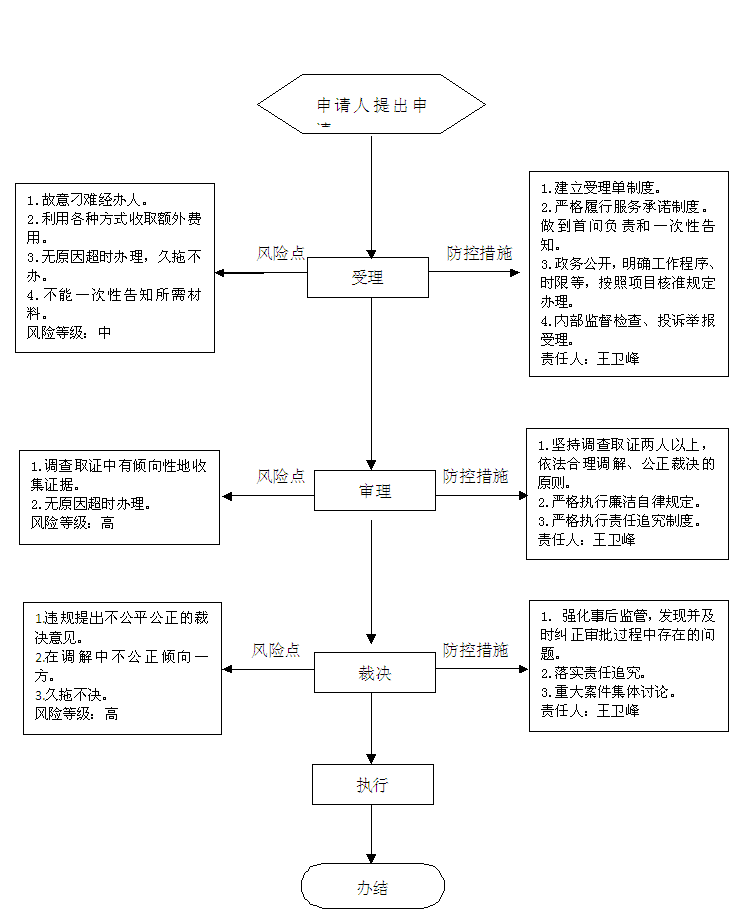 申请人提出申
1.故意刁难经办人。
2.利用各种方式收取额外费
用。
3.无原因超时办理，久拖不
办。
4.不能一次性告知所需材
料。
风险等级：中
风险点
受理
防控措施
1.建立受理单制度。
2.严格履行服务承诺制度。
做到首问负责和一次性告
知。
3.政务公开，明确工作程序、
时限等，按照项目核准规定
办理。
4.内部监督检查、投诉举报
受理。
责任人：王卫峰
1.调查取证中有倾向性地收
集证据。
2.无原因超时办理。
风险等级：高
风险点
审理
防控措施
1.坚持调查取证两人以上，
依法合理调解、公正裁决的
原则。
2.严格执行廉洁自律规定。
3.严格执行责任追究制度。
责任人：王卫峰
1.违规提出不公平公正的裁
决意见。
2.在调解中不公正倾向一
方。
3.久拖不决。
风险等级：高
风险点
裁决
防控措施
1. 强化事后监管，发现并及
时纠正审批过程中存在的问
题。
2.落实责任追究。
3.重大案件集体讨论。
责任人：王卫峰
执行
办结